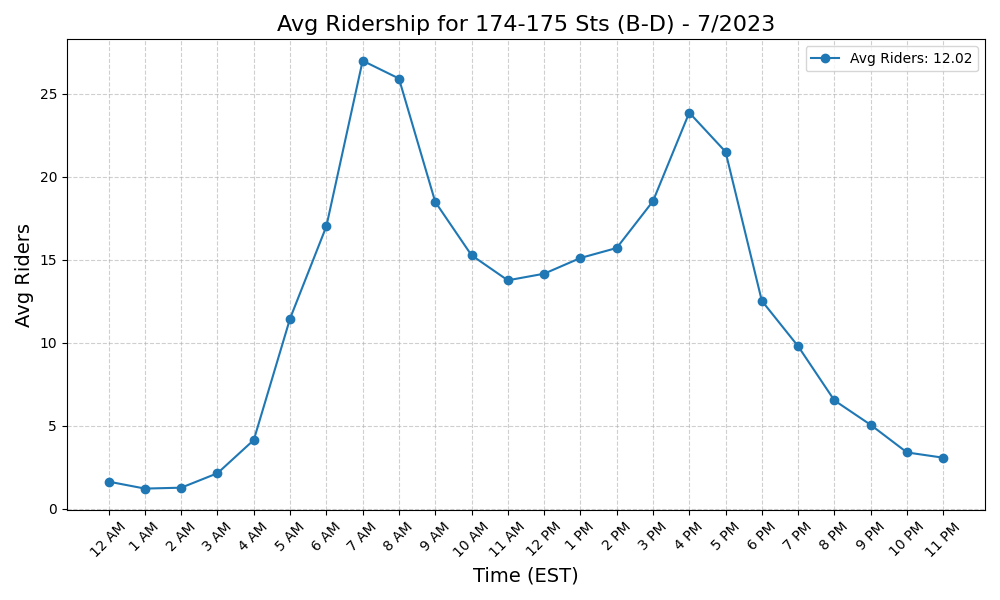 Avg Ridership for 174-175 Sts (B-D) - 7/2023
Avg Riders: 12.02
Avg Riders
25
20
15
10
5
0
12 AM
1 AM
2 AM
3 AM
4 AM
5 AM
6 AM
7 AM
8 AM
9 AM
10 AM
11 AM
12 PM
1 PM
2 PM
3 PM
4 PM
5 PM
6 PM
7 PM
8 PM
9 PM
10 PM
11 PM
Time (EST)